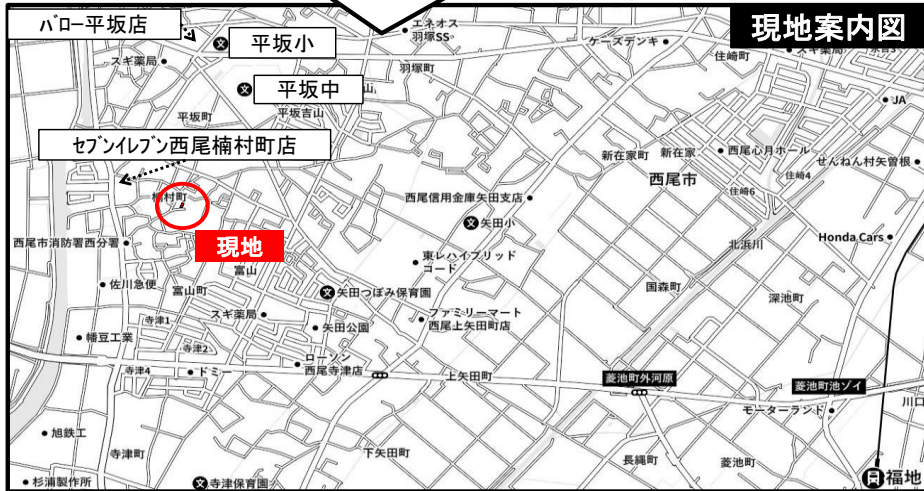 現地案内図
バロー平坂店
平坂小
エネオス
羽塚SS
ケーズデンキ
住崎町
スギ薬局
スギ薬局
羽塚町
平坂中
平坂吉山
JA
平坂町
セブンイレブン西尾楠村町店
新在家町
新在家
西尾心月ホール
せんねん村矢曽根
西尾市
住崎4
住崎6
楠村町
西尾信用金庫矢田支店
矢田小
現地
西尾市消防署西分署
東レハイブリッド
コード
北浜川
Honda Cars
富山
佐川急便
富山町
矢田つぼみ保育園
国森町
深池町
寺津1
スギ薬局
矢田公園
ファミリーマート
西尾上矢田町店
幡豆工業
寺津2
ローソン
西尾寺津店
寺津4
ドミー
上矢田町
菱池町外河原
菱池町池ゾイ
モーターランド
川口
旭鉄工
寺津町
下矢田町
長縄町
菱池町
杉浦製作所
寺津保育園
福地